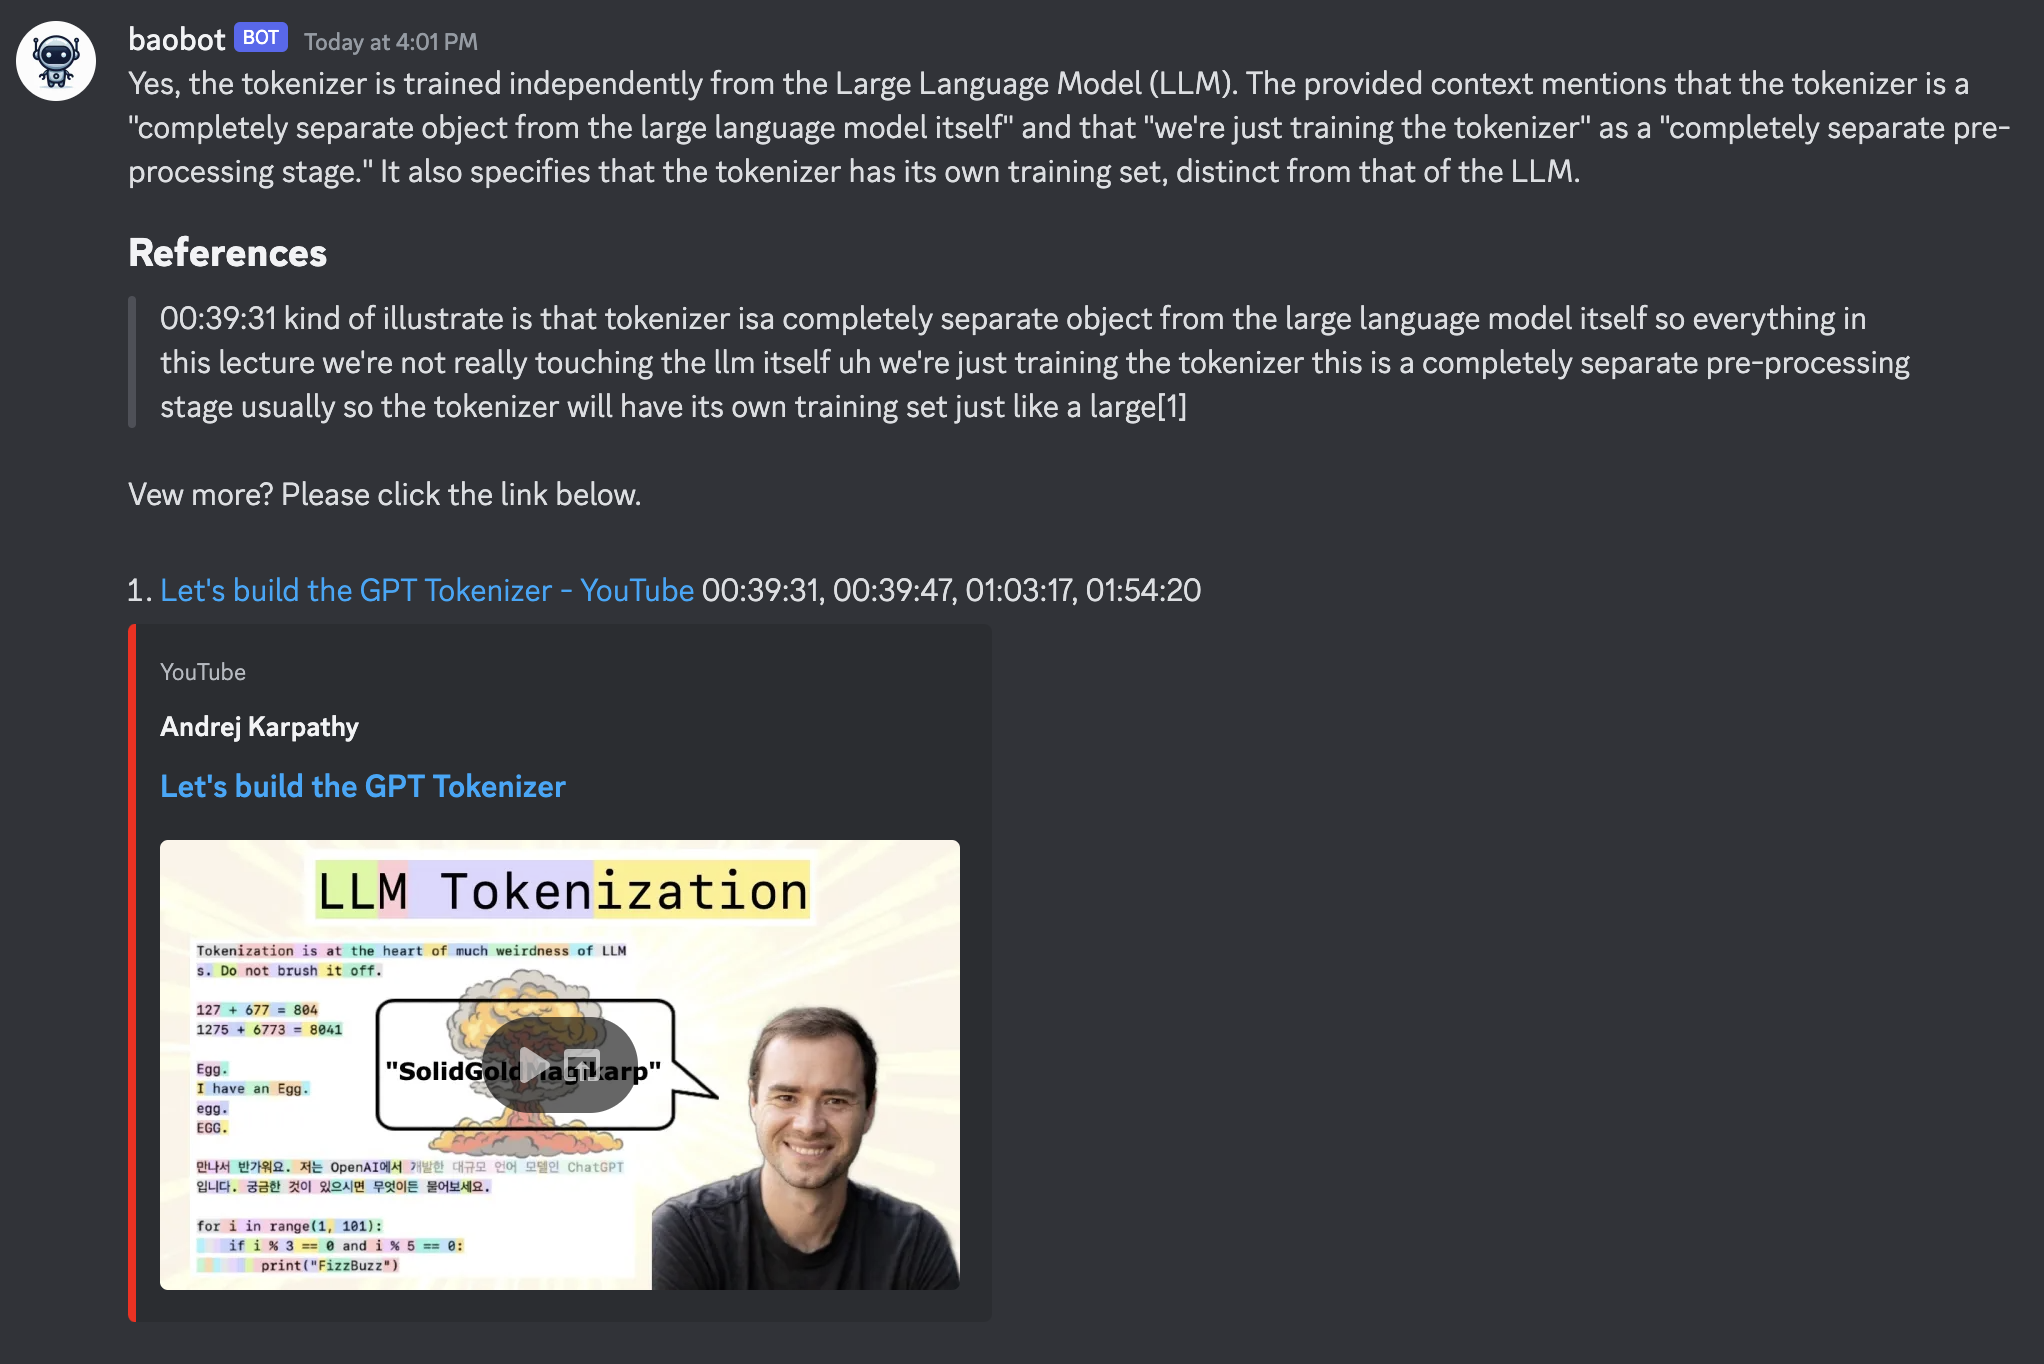 baobot BOT Today at 4:01 PM
Yes, the tokenizer is trained independently from the Large Language Model (LLM). The provided context mentions that the tokenizer is a
"completely separate object from the large language model itself" and that "we're just training the tokenizer" as a "completely separate pre-
processing stage." It also specifies that the tokenizer has its own training set, distinct from that of the LLM.
References
00:39:31 kind of illustrate is that tokenizer isa completely separate object from the large language model itself so everything in
this lecture we're not really touching the llm itself uh we're just training the tokenizer this is a completely separate pre-processing
stage usually so the tokenizer will have its own training set just like a large[1]
Vew more? Please click the link below.
1. Let's build the GPT Tokenizer - YouTube 00:39:31, 00:39:47, 01:03:17, 01:54:20
YouTube
Andrej Karpathy
Let's build the GPT Tokenizer
LLM Tokenization
Tokenization is at the heart of much weirdness of LLM
s. Do not brush it off.
127 + 677 = 804
1275 + 6773 = 8041
"SolidGoldMagikarp"
Egg.
I have an Egg.
egg.
EGG.
만나서 반가워요. 저는 OpenAI에서 개발한 대규모 언어 모델인 ChatGPT
입니다. 궁금한 것이 있으시면 무엇이든 물어보세요.
for i in range(1, 101):
    if i % 3 == 0 and i % 5 == 0:
        print("FizzBuzz")